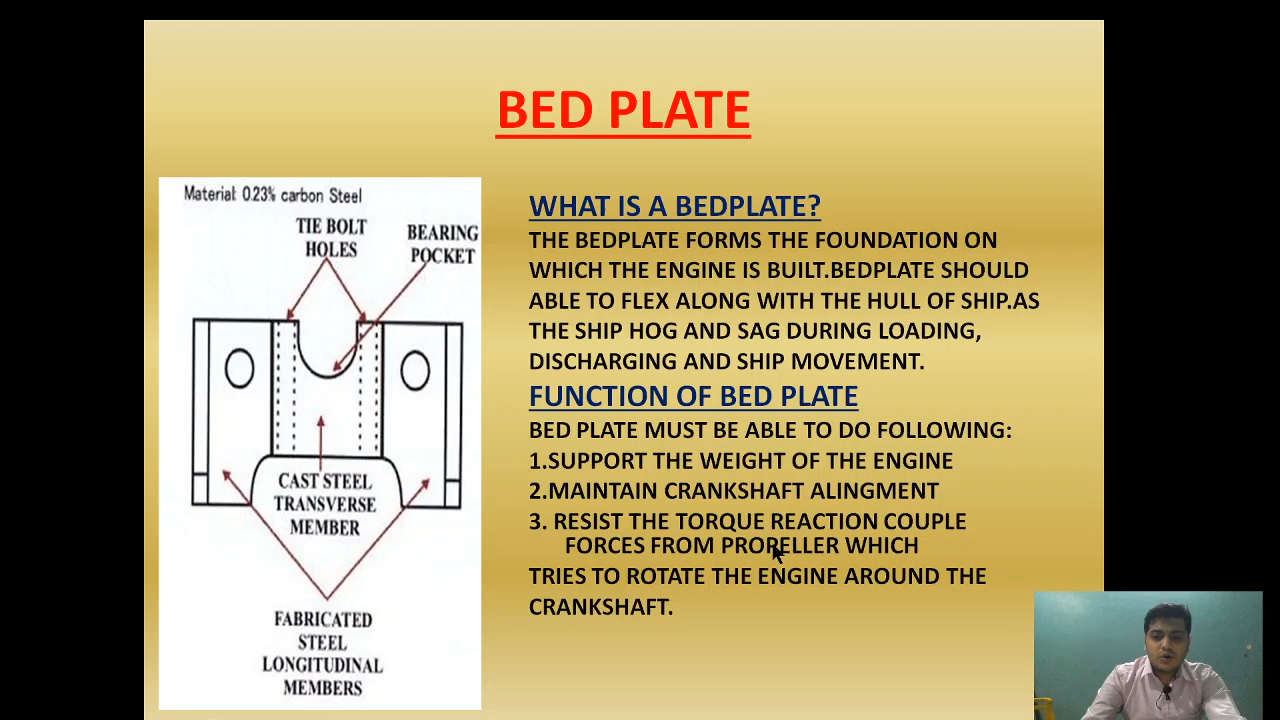 BED PLATE
Material: 0.23% carbon Steel
TIE BOLT
HOLES
BEARING
POCKET
CAST STEEL
TRANSVERSE
MEMBER
FABRICATED
STEEL
LONGITUDINAL
MEMBERS
WHAT IS A BEDPLATE?
THE BEDPLATE FORMS THE FOUNDATION ON
WHICH THE ENGINE IS BUILT.BEDPLATE SHOULD
ABLE TO FLEX ALONG WITH THE HULL OF SHIP.AS
THE SHIP HOG AND SAG DURING LOADING,
DISCHARGING AND SHIP MOVEMENT.
FUNCTION OF BED PLATE
BED PLATE MUST BE ABLE TO DO FOLLOWING:
1.SUPPORT THE WEIGHT OF THE ENGINE
2.MAINTAIN CRANKSHAFT ALINGMENT
3. RESIST THE TORQUE REACTION COUPLE
FORCES FROM PROPELLER WHICH
TRIES TO ROTATE THE ENGINE AROUND THE
CRANKSHAFT.